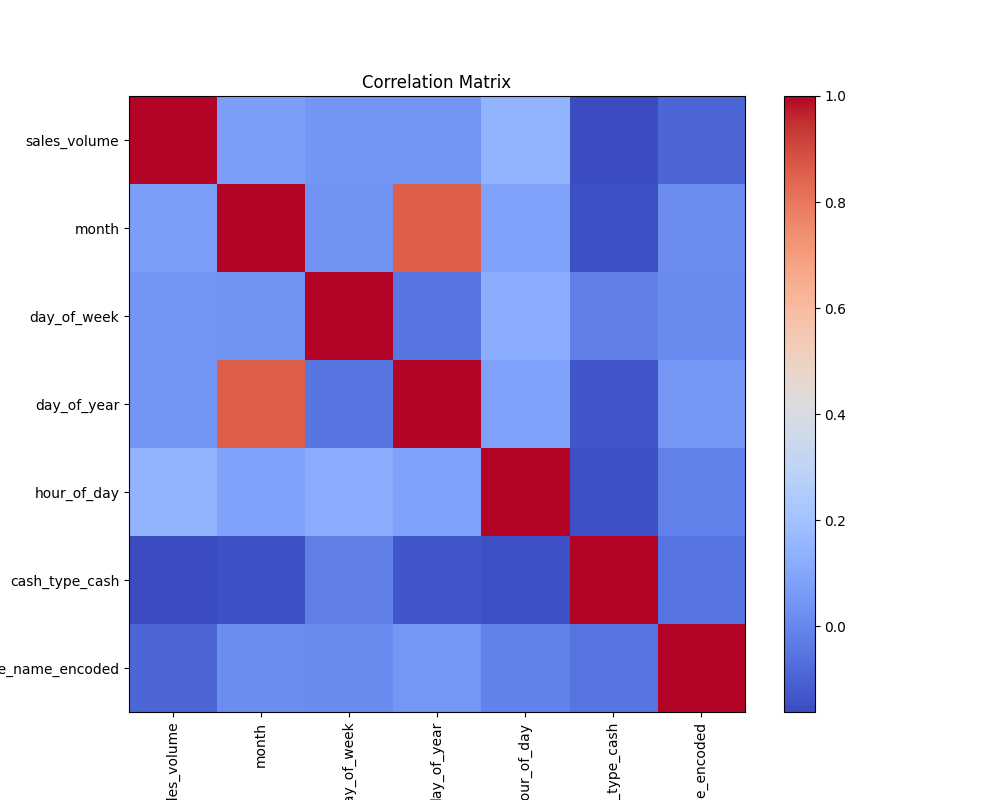 Correlation Matrix
sales_volume
month
day_of_week
day_of_year
hour_of_day
cash_type_cash
e_name_encoded
les_volume
month
ay_of_week
day_of_year
our_of_day
_type_cash
e_encoded
1.0
0.8
0.6
0.4
0.2
0.0